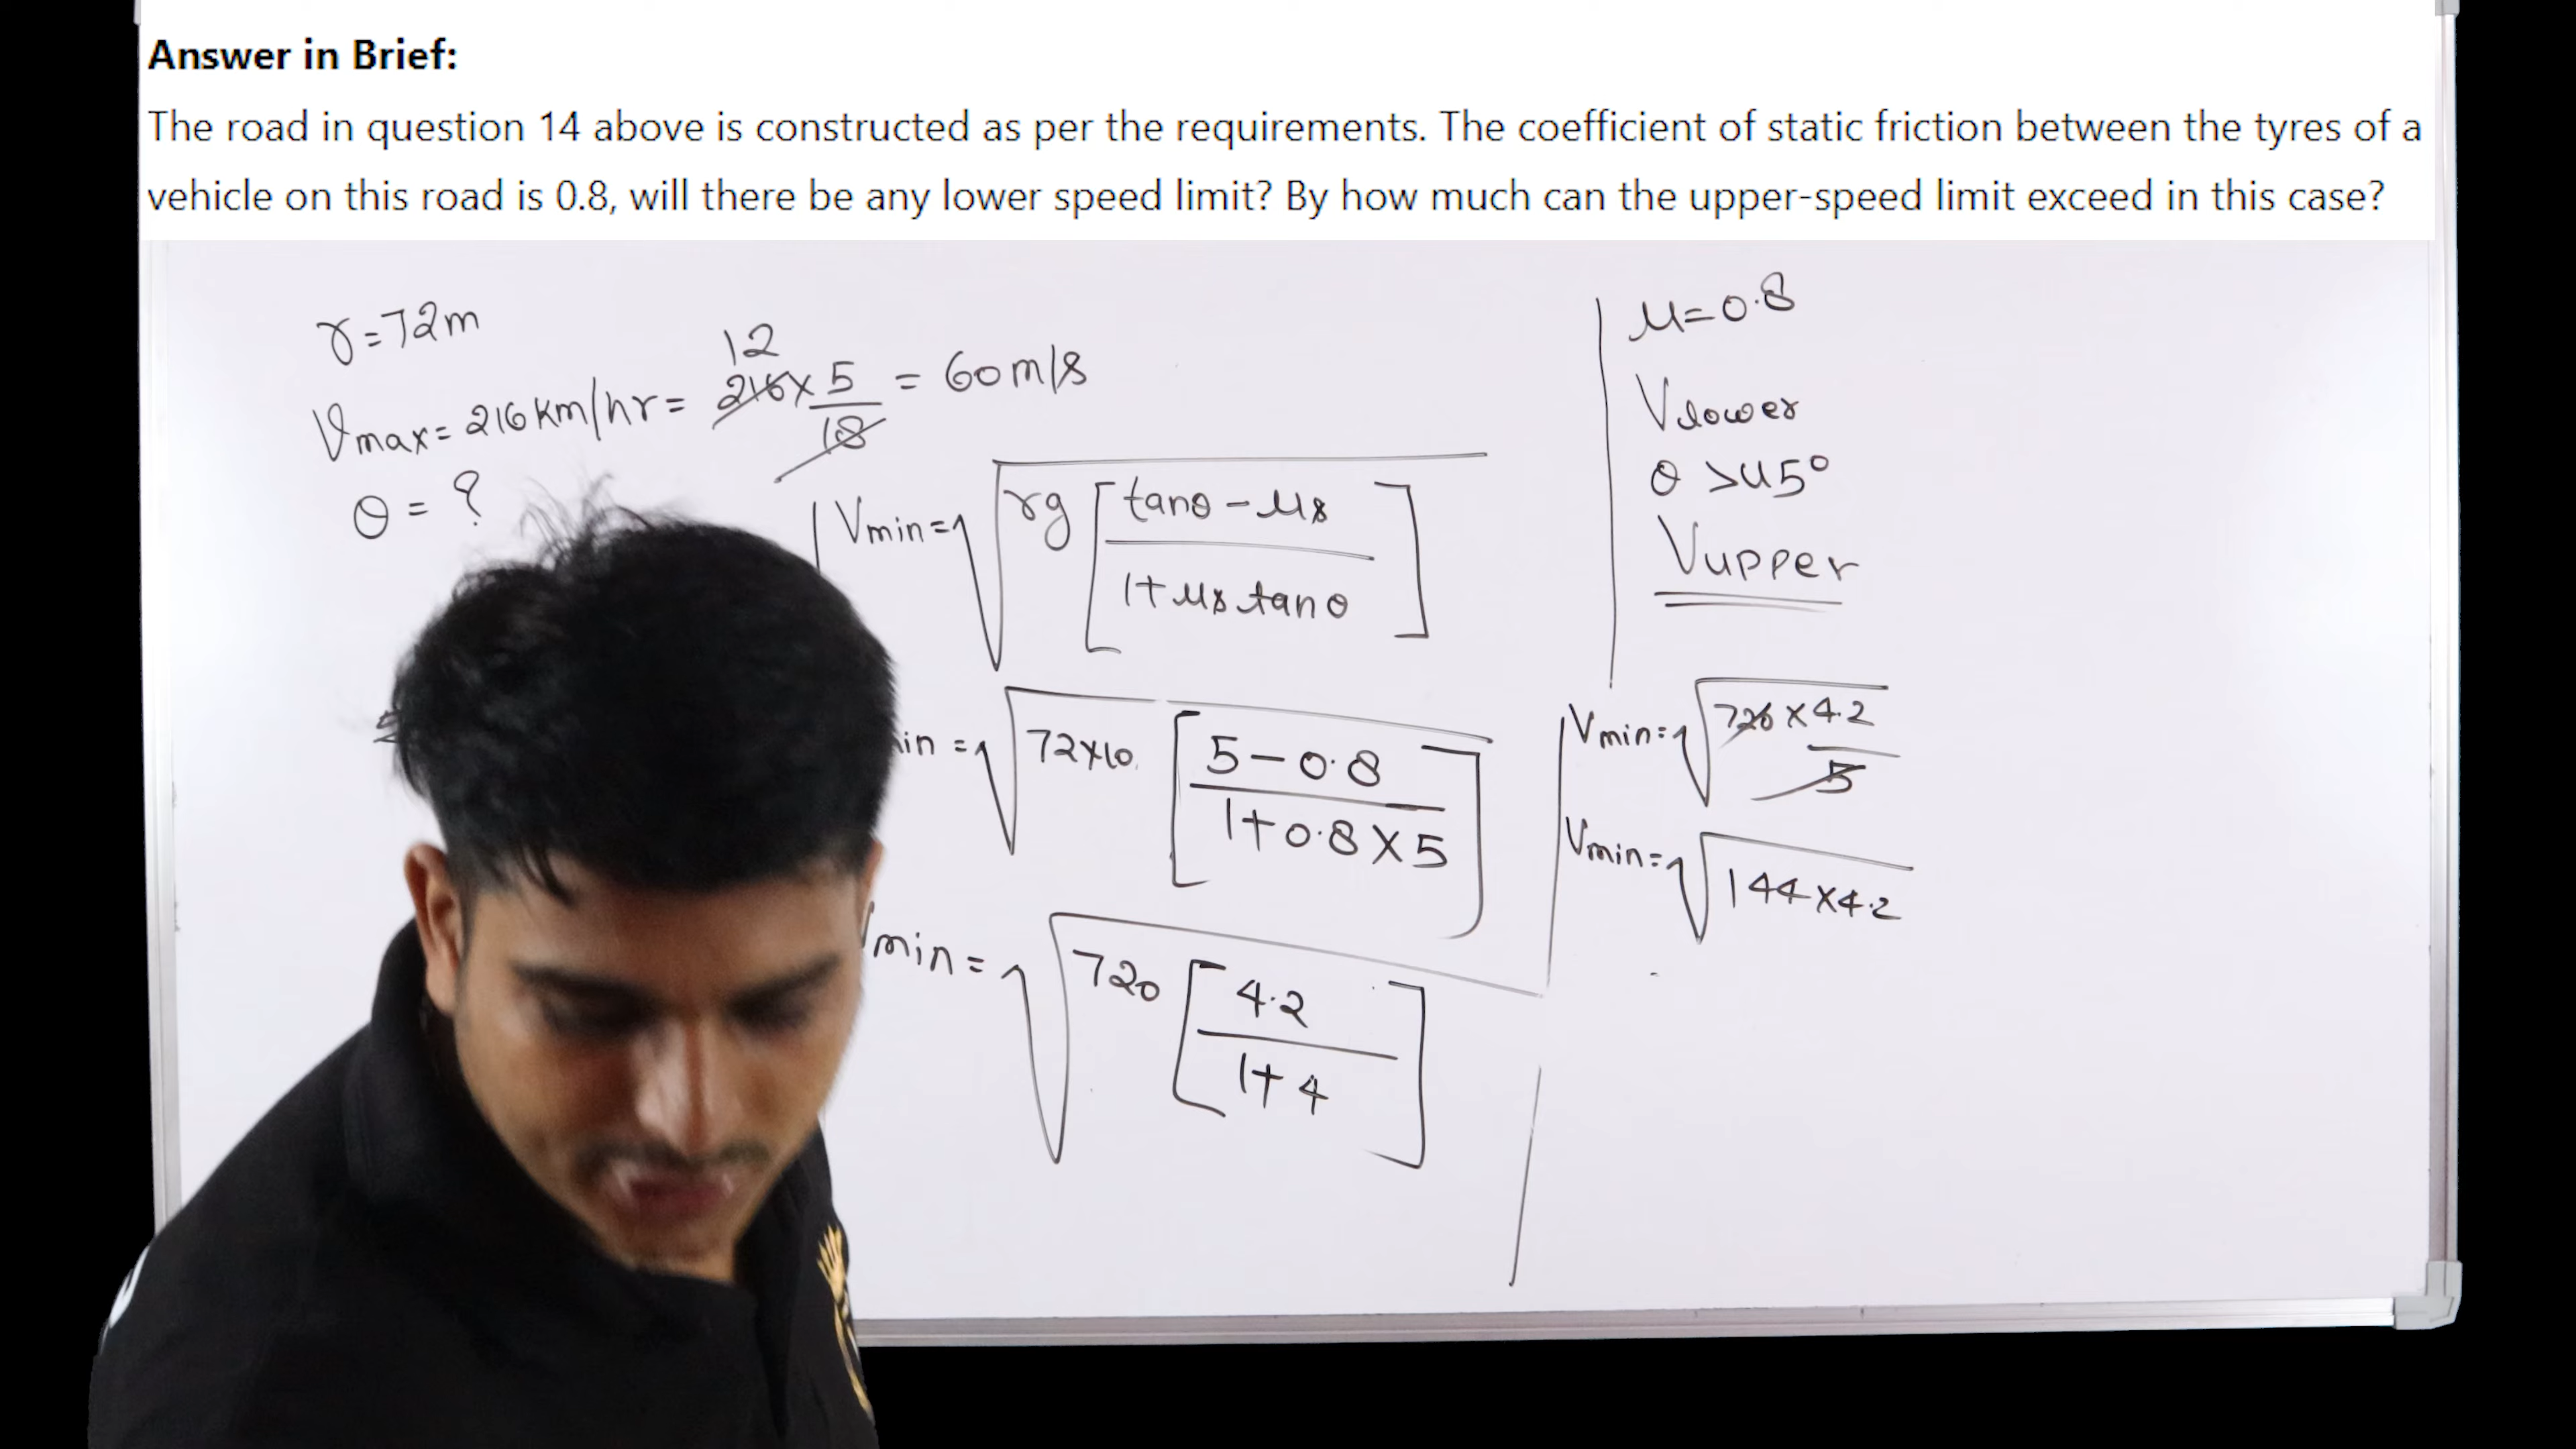 Answer in Brief:
The road in question 14 above is constructed as per the requirements. The coefficient of static friction between the tyres of a
vehicle on this road is 0.8, will there be any lower speed limit? By how much can the upper-speed limit exceed in this case?
r=72m
Vmax=216km/hr= 216×5/18 = 60m/s
12
θ = ?
Vmin=√rg[tanθ-μs/1+μs tanθ]
in=√72×10[5-0.8/1+0.8×5]
min=√720[4.2/1+4]
μ=0.8
Vlower
θ >45°
Vupper
Vmin=√720×4.2/5
Vmin=√144×4.2